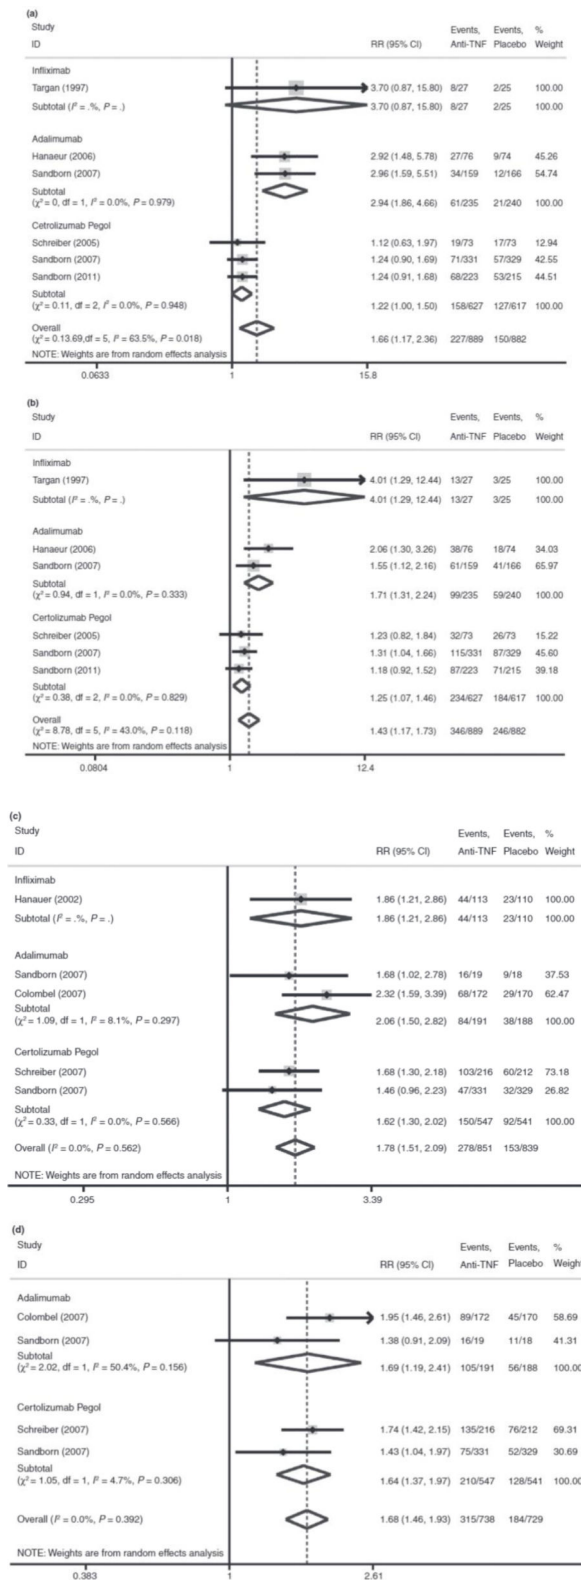 (a)
Study Events, Events, %
ID RR (95% CI) Anti-TNF Placebo Weight
Infliximab
Targan (1997) 3.70 (0.87, 15.80) 8/27 2/25 100.00
Subtotal (I² = .%, P = .) 3.70 (0.87, 15.80) 8/27 2/25 100.00
Adalimumab
Hanaeur (2006) 2.92 (1.48, 5.78) 27/76 9/74 45.26
Sandborn (2007) 2.96 (1.59, 5.51) 34/159 12/166 54.74
Subtotal
(χ² = 0, df = 1, I² = 0.0%, P = 0.979) 2.94 (1.86, 4.66) 61/235 21/240 100.00
Cetrolizumab Pegol
Schreiber (2005) 1.12 (0.63, 1.97) 19/73 17/73 12.94
Sandborn (2007) 1.24 (0.90, 1.69) 71/331 57/329 42.55
Sandborn (2011) 1.24 (0.91, 1.68) 68/223 53/215 44.51
Subtotal
(χ² = 0.11, df = 2, I² = 0.0%, P = 0.948) 1.22 (1.00, 1.50) 158/627 127/617 100.00
Overall
(χ² = 0.13.69,df = 5, I² = 63.5%, P = 0.018) 1.66 (1.17, 2.36) 227/889 150/882
NOTE: Weights are from random effects analysis
0.0633 1 15.8
(b)
Study Events, Events, %
ID RR (95% CI) Anti-TNF Placebo Weight
Infliximab
Targan (1997) 4.01 (1.29, 12.44) 13/27 3/25 100.00
Subtotal (I² = .%, P = .) 4.01 (1.29, 12.44) 13/27 3/25 100.00
Adalimumab
Hanaeur (2006) 2.06 (1.30, 3.26) 38/76 18/74 34.03
Sandborn (2007) 1.55 (1.12, 2.16) 61/159 41/166 65.97
Subtotal
(χ² = 0.94, df = 1, I² = 0.0%, P = 0.333) 1.71 (1.31, 2.24) 99/235 59/240 100.00
Certolizumab Pegol
Schreiber (2005) 1.23 (0.82, 1.84) 32/73 26/73 15.22
Sandborn (2007) 1.31 (1.04, 1.66) 115/331 87/329 45.60
Sandborn (2011) 1.18 (0.92, 1.52) 87/223 71/215 39.18
Subtotal
(χ² = 0.38, df = 2, I² = 0.0%, P = 0.829) 1.25 (1.07, 1.46) 234/627 184/617 100.00
Overall
(χ² = 8.78, df = 5, I² = 43.0%, P = 0.118) 1.43 (1.17, 1.73) 346/889 246/882
NOTE: Weights are from random effects analysis
0.0804 1 12.4
(c)
Study Events, Events, %
ID RR (95% CI) Anti-TNF Placebo Weight
Infliximab
Hanauer (2002) 1.86 (1.21, 2.86) 44/113 23/110 100.00
Subtotal (I² = .%, P = .) 1.86 (1.21, 2.86) 44/113 23/110 100.00
Adalimumab
Sandborn (2007) 1.68 (1.02, 2.78) 16/19 9/18 37.53
Colombel (2007) 2.32 (1.59, 3.39) 68/172 29/170 62.47
Subtotal
(χ² = 1.09, df = 1, I² = 8.1%, P = 0.297) 2.06 (1.50, 2.82) 84/191 38/188 100.00
Certolizumab Pegol
Schreiber (2007) 1.68 (1.30, 2.18) 103/216 60/212 73.18
Sandborn (2007) 1.46 (0.96, 2.23) 47/331 32/329 26.82
Subtotal
(χ² = 0.33, df = 1, I² = 0.0%, P = 0.566) 1.62 (1.30, 2.02) 150/547 92/541 100.00
Overall (I² = 0.0%, P = 0.562) 1.78 (1.51, 2.09) 278/851 153/839
NOTE: Weights are from random effects analysis
0.295 1 3.39
(d)
Study Events, Events, %
ID RR (95% CI) Anti-TNF Placebo Weight
Adalimumab
Colombel (2007) 1.95 (1.46, 2.61) 89/172 45/170 58.69
Sandborn (2007) 1.38 (0.91, 2.09) 16/19 11/18 41.31
Subtotal
(χ² = 2.02, df = 1, I² = 50.4%, P = 0.156) 1.69 (1.19, 2.41) 105/191 56/188 100.00
Certolizumab Pegol
Schreiber (2007) 1.74 (1.42, 2.15) 135/216 76/212 69.31
Sandborn (2007) 1.43 (1.04, 1.97) 75/331 52/329 30.69
Subtotal
(χ² = 1.05, df = 1, I² = 4.7%, P = 0.306) 1.64 (1.37, 1.97) 210/547 128/541 100.00
Overall (I² = 0.0%, P = 0.392) 1.68 (1.46, 1.93) 315/738 184/729
NOTE: Weights are from random effects analysis
0.383 1 2.61